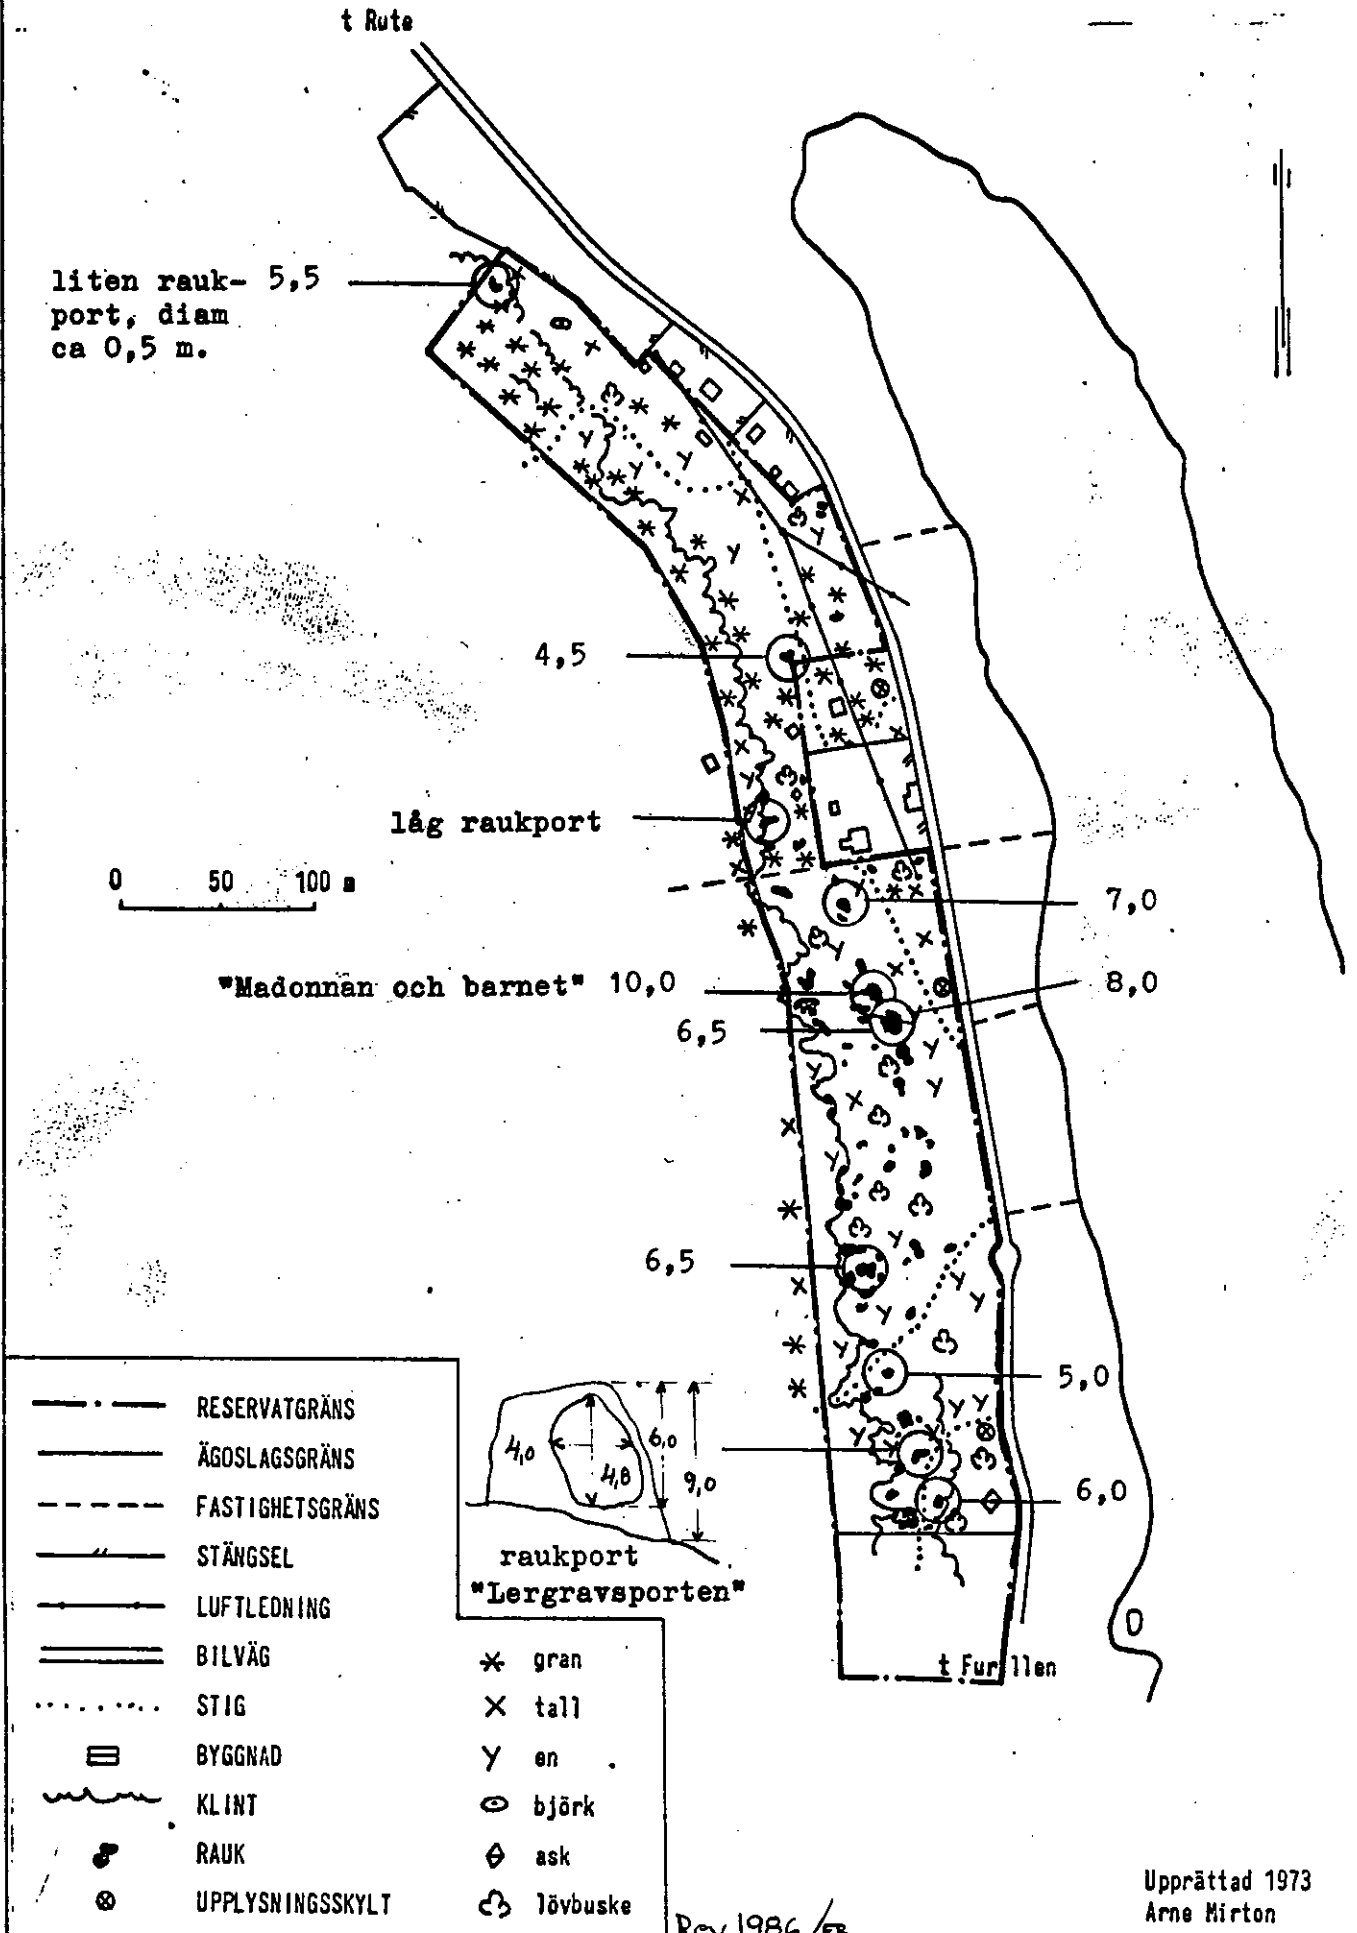 t Rute
liten rauk- 5,5
port, diam
ca 0,5 m.
4,5
låg raukport
0 50 100 m
7,0
"Madonnan och barnet" 10,0
8,0
6,5
6,5
5,0
6,0
4,0
4,8
6,0
9,0
raukport
"Lergravsporten"
t Furillen
RESERVATGRÄNS
ÄGOSLAGSGRÄNS
FASTIGHETSGRÄNS
STÄNGSEL
LUFTLEDNING
BILVÄG
STIG
BYGGNAD
KLINT
RAUK
UPPLYSNINGSSKYLT
gran
tall
en
björk
ask
lövbuske
Rev 1986 /EB
Upprättad 1973
Arne Mirton